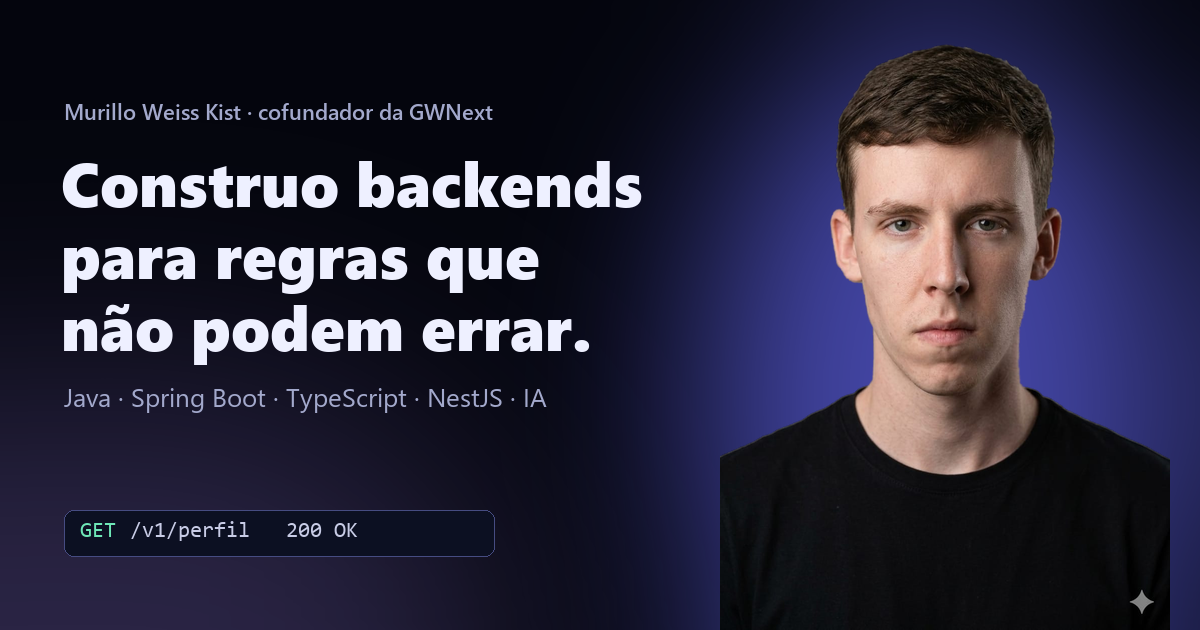 Murillo Weiss Kist · cofundador da GWNext
Construo backends
para regras que
não podem errar.
Java · Spring Boot · TypeScript · NestJS · IA
GET /v1/perfil 200 OK